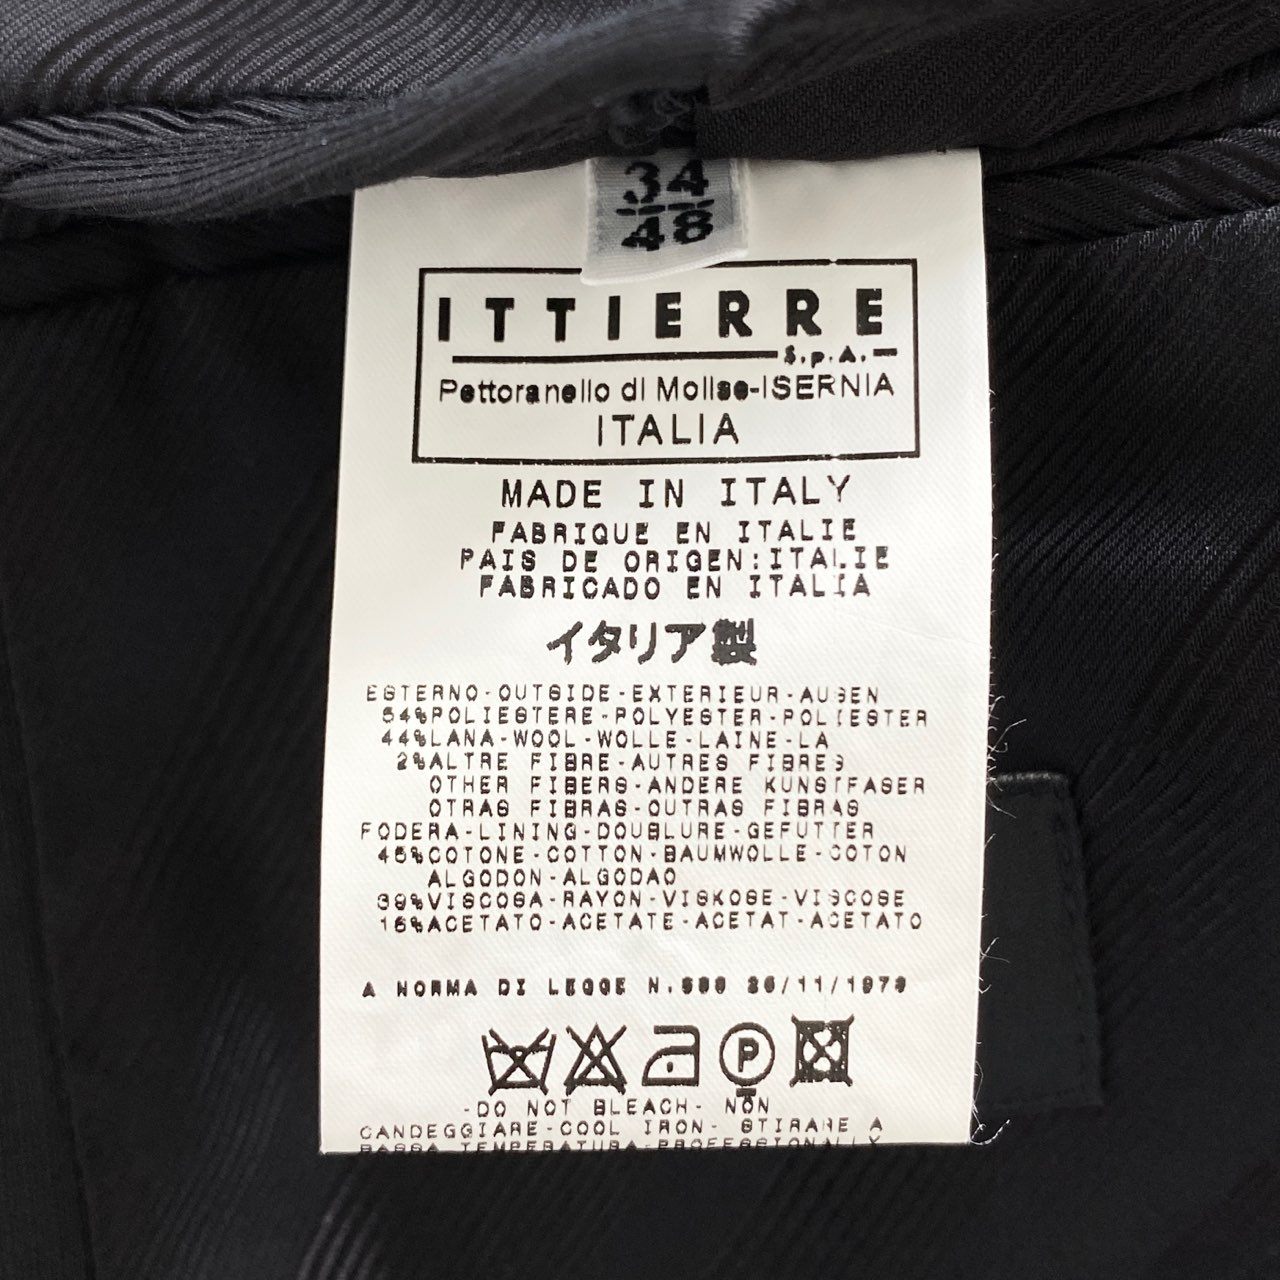 34
48
ITTIERRE
S.p.A.
Pettoranello di Molise-ISERNIA
ITALIA
MADE IN ITALY
FABRIQUE EN ITALIE
PAIS DE ORIGEN:ITALIE
FABRICADO EN ITALIA
イタリア製
ESTERNO-OUTSIDE-EXTERIEUR-AUSEN
54%POLIESTERE-POLYESTER-POLIESTER
44%LANA-WOOL-WOLLE-LAINE-LA
2%ALTRE FIBRE-AUTRES FIBRES
OTHER FIBERS-ANDERE KUNSTFASER
OTRAS FIBRAS-OUTRAS FIBRAS
FODERA-LINING-DOUBLURE-GEFUTTER
45%COTONE-COTTON-BAUMWOLLE-COTON
ALGODON-ALGODAO
39%VISCOSA-RAYON-VISKOSE-VISCOSE
16%ACETATO-ACETATE-ACETAT-ACETATO
A NORMA DI LEGGE 26/11/1973
P
-DO NOT BLEACH- NON
CANDEGGIARE-COOL IRON- STIRARE A
BASSA TEMPERATURA-PROFESSIONALLY